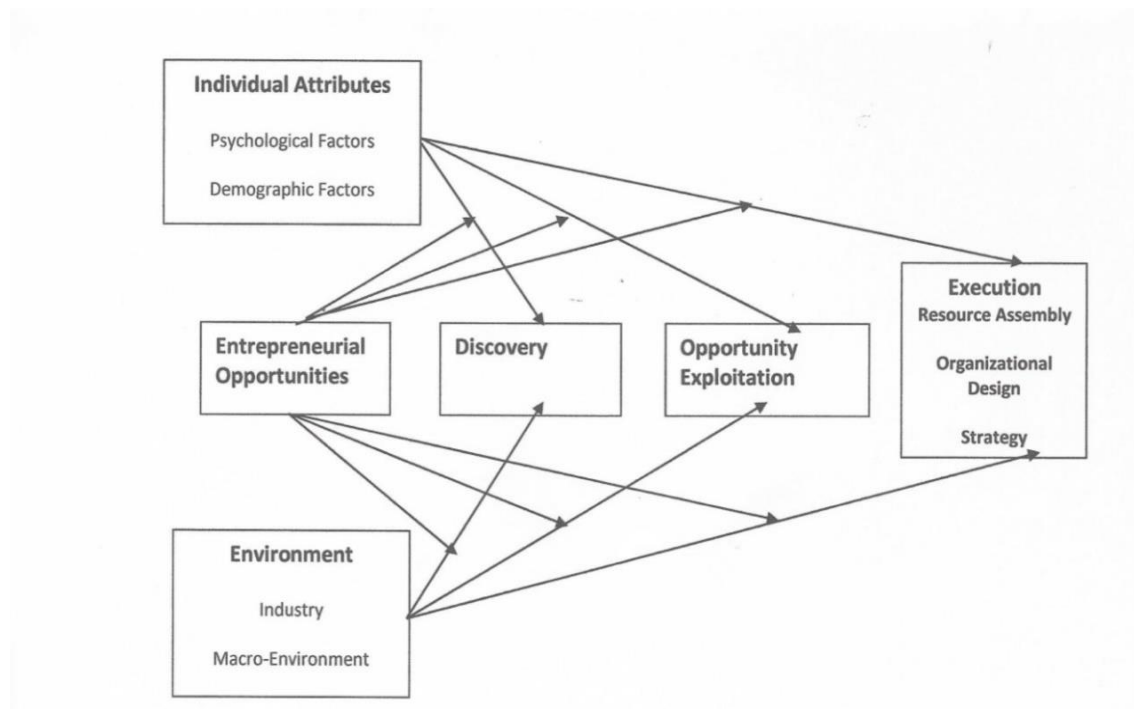 Individual Attributes
Psychological Factors
Demographic Factors
Entrepreneurial
Opportunities
Discovery
Opportunity
Exploitation
Execution
Resource Assembly
Organizational
Design
Strategy
Environment
Industry
Macro-Environment